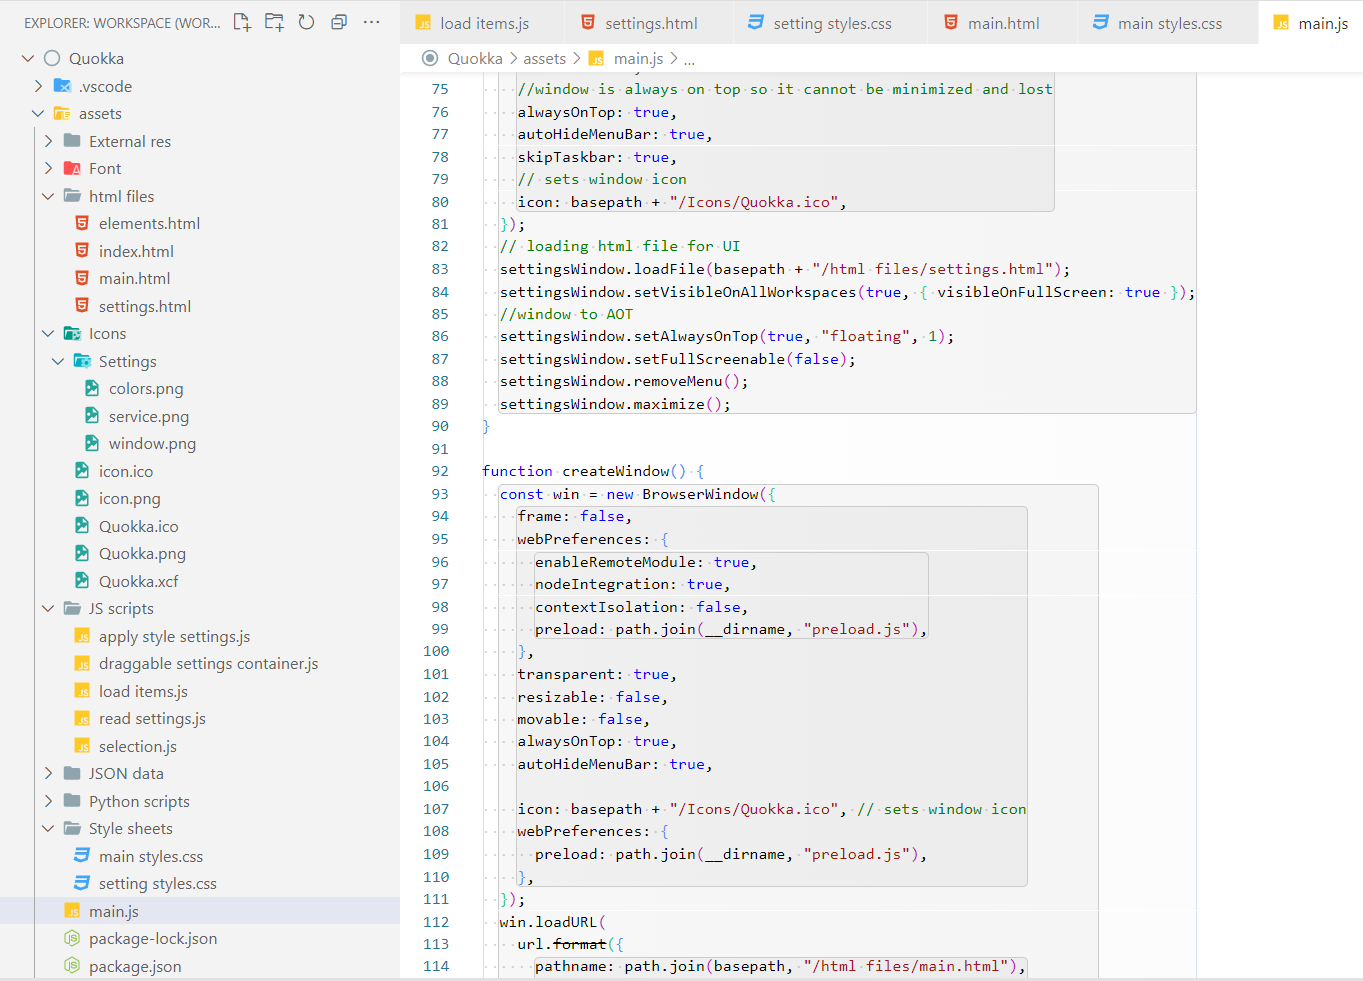 EXPLORER: WORKSPACE (WOR...
Quokka
.vscode
assets
External res
Font
html files
elements.html
index.html
main.html
settings.html
Icons
Settings
colors.png
service.png
window.png
icon.ico
icon.png
Quokka.ico
Quokka.png
Quokka.xcf
JS scripts
apply style settings.js
draggable settings container.js
load items.js
read settings.js
selection.js
JSON data
Python scripts
Style sheets
main styles.css
setting styles.css
main.js
package-lock.json
package.json
load items.js settings.html setting styles.css main.html main styles.css main.js
Quokka > assets > main.js > ...
75 //window is always on top so it cannot be minimized and lost
76 alwaysOnTop: true,
77 autoHideMenuBar: true,
78 skipTaskbar: true,
79 // sets window icon
80 icon: basepath + "/Icons/Quokka.ico",
81 });
82 // loading html file for UI
83 settingsWindow.loadFile(basepath + "/html files/settings.html");
84 settingsWindow.setVisibleOnAllWorkspaces(true, { visibleOnFullScreen: true });
85 //window to AOT
86 settingsWindow.setAlwaysOnTop(true, "floating", 1);
87 settingsWindow.setFullScreenable(false);
88 settingsWindow.removeMenu();
89 settingsWindow.maximize();
90 }
91
92 function createWindow() {
93 const win = new BrowserWindow({
94 frame: false,
95 webPreferences: {
96 enableRemoteModule: true,
97 nodeIntegration: true,
98 contextIsolation: false,
99 preload: path.join(__dirname, "preload.js"),
100 },
101 transparent: true,
102 resizable: false,
103 movable: false,
104 alwaysOnTop: true,
105 autoHideMenuBar: true,
106
107 icon: basepath + "/Icons/Quokka.ico", // sets window icon
108 webPreferences: {
109 preload: path.join(__dirname, "preload.js"),
110 },
111 });
112 win.loadURL(
113 url.format({
114 pathname: path.join(basepath, "/html files/main.html"),